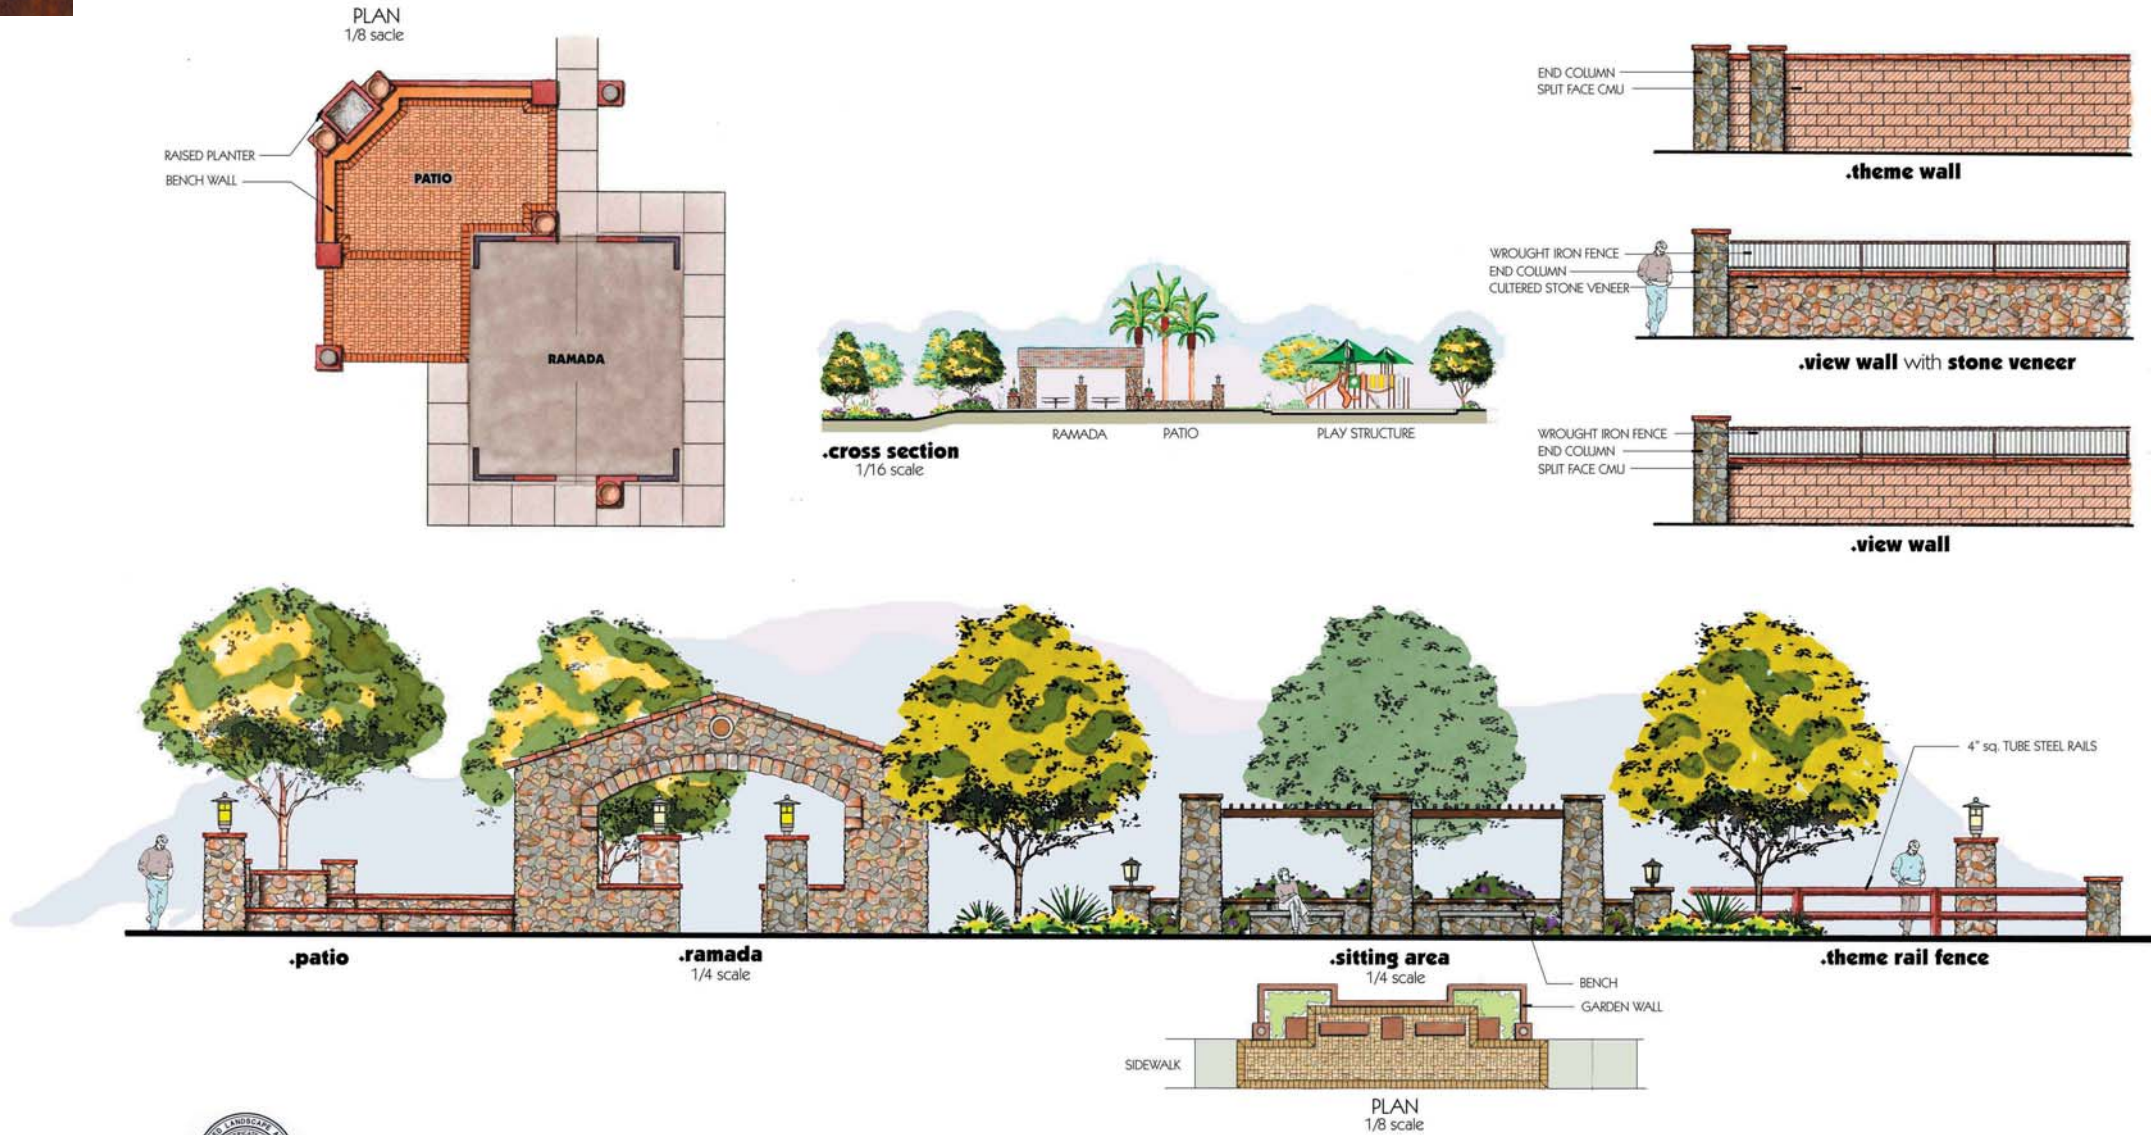 PLAN
1/8 sacle
RAISED PLANTER
BENCH WALL
PATIO
RAMADA
RAMADA
PATIO
PLAY STRUCTURE
.cross section
1/16 scale
END COLUMN
SPLIT FACE CMU
.theme wall
WROUGHT IRON FENCE
END COLUMN
CULTERED STONE VENEER
.view wall with stone veneer
WROUGHT IRON FENCE
END COLUMN
SPLIT FACE CMU
.view wall
4" sq. TUBE STEEL RAILS
.patio
.ramada
1/4 scale
.sitting area
1/4 scale
.theme rail fence
BENCH
GARDEN WALL
SIDEWALK
PLAN
1/8 scale
LANDSCAPE